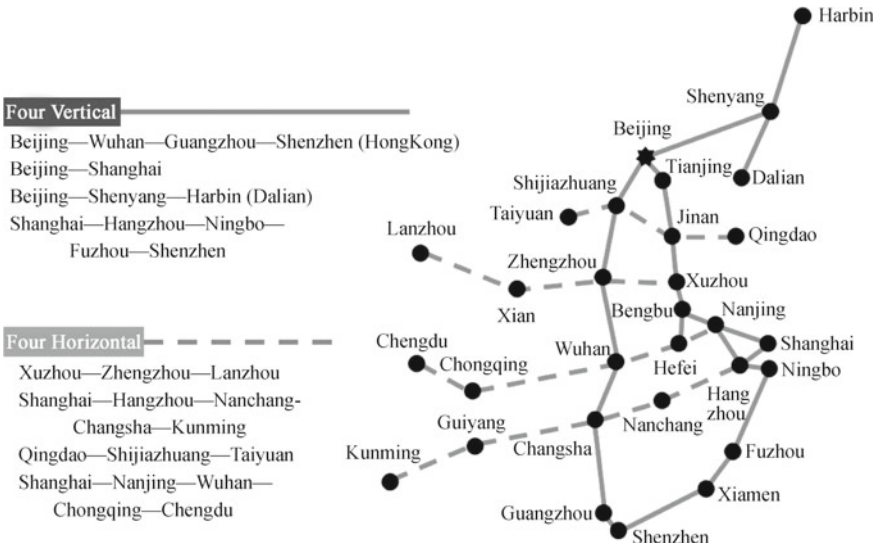 Four Vertical
Beijing—Wuhan—Guangzhou—Shenzhen (HongKong)
Beijing—Shanghai
Beijing—Shenyang—Harbin (Dalian)
Shanghai—Hangzhou—Ningbo—
Fuzhou—Shenzhen
Four Horizontal
Xuzhou—Zhengzhou—Lanzhou
Shanghai—Hangzhou—Nanchang-
Changsha—Kunming
Qingdao—Shijiazhuang—Taiyuan
Shanghai—Nanjing—Wuhan—
Chongqing—Chengdu
Harbin
Shenyang
Beijing
Tianjing
Dalian
Shijiazhuang
Taiyuan
Jinan
Qingdao
Lanzhou
Zhengzhou
Xuzhou
Xian
Bengbu
Nanjing
Chengdu
Wuhan
Shanghai
Chongqing
Hefei
Ningbo
Hang
zhou
Guiyang
Nanchang
Kunming
Changsha
Fuzhou
Xiamen
Guangzhou
Shenzhen